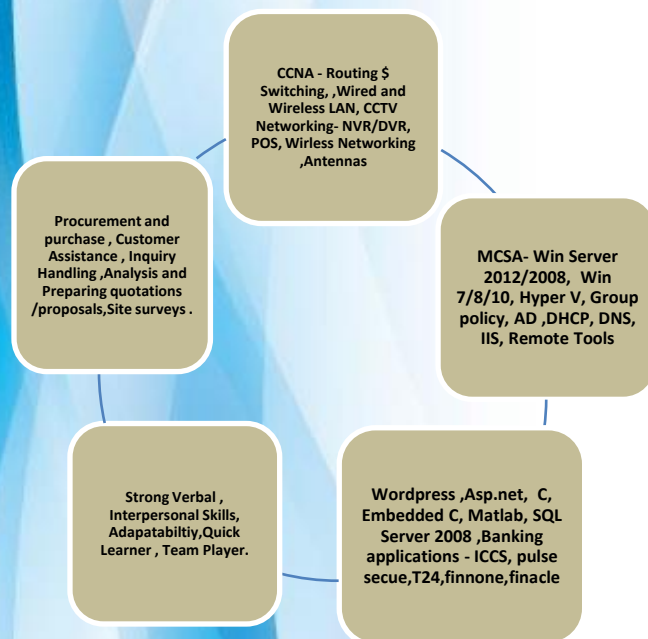 CCNA - Routing $
Switching, ,Wired and
Wireless LAN, CCTV
Networking- NVR/DVR,
POS, Wirless Networking
,Antennas
MCSA- Win Server
2012/2008, Win
7/8/10, Hyper V, Group
policy, AD ,DHCP, DNS,
IIS, Remote Tools
Wordpress ,Asp.net, C,
Embedded C, Matlab, SQL
Server 2008 ,Banking
applications - ICCS, pulse
secue,T24,finnone,finacle
Strong Verbal ,
Interpersonal Skills,
Adapatabiltiy,Quick
Learner , Team Player.
Procurement and
purchase , Customer
Assistance , Inquiry
Handling ,Analysis and
Preparing quotations
/proposals,Site surveys .